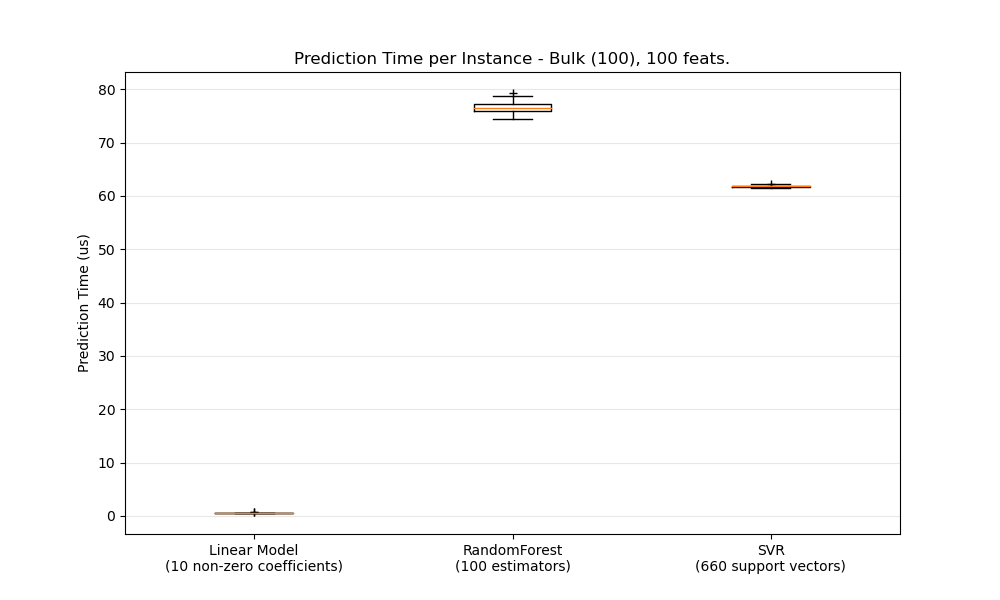 Prediction Time per Instance - Bulk (100), 100 feats.
Prediction Time (us)
80
70
60
50
40
30
20
10
0
Linear Model
(10 non-zero coefficients)
RandomForest
(100 estimators)
SVR
(660 support vectors)